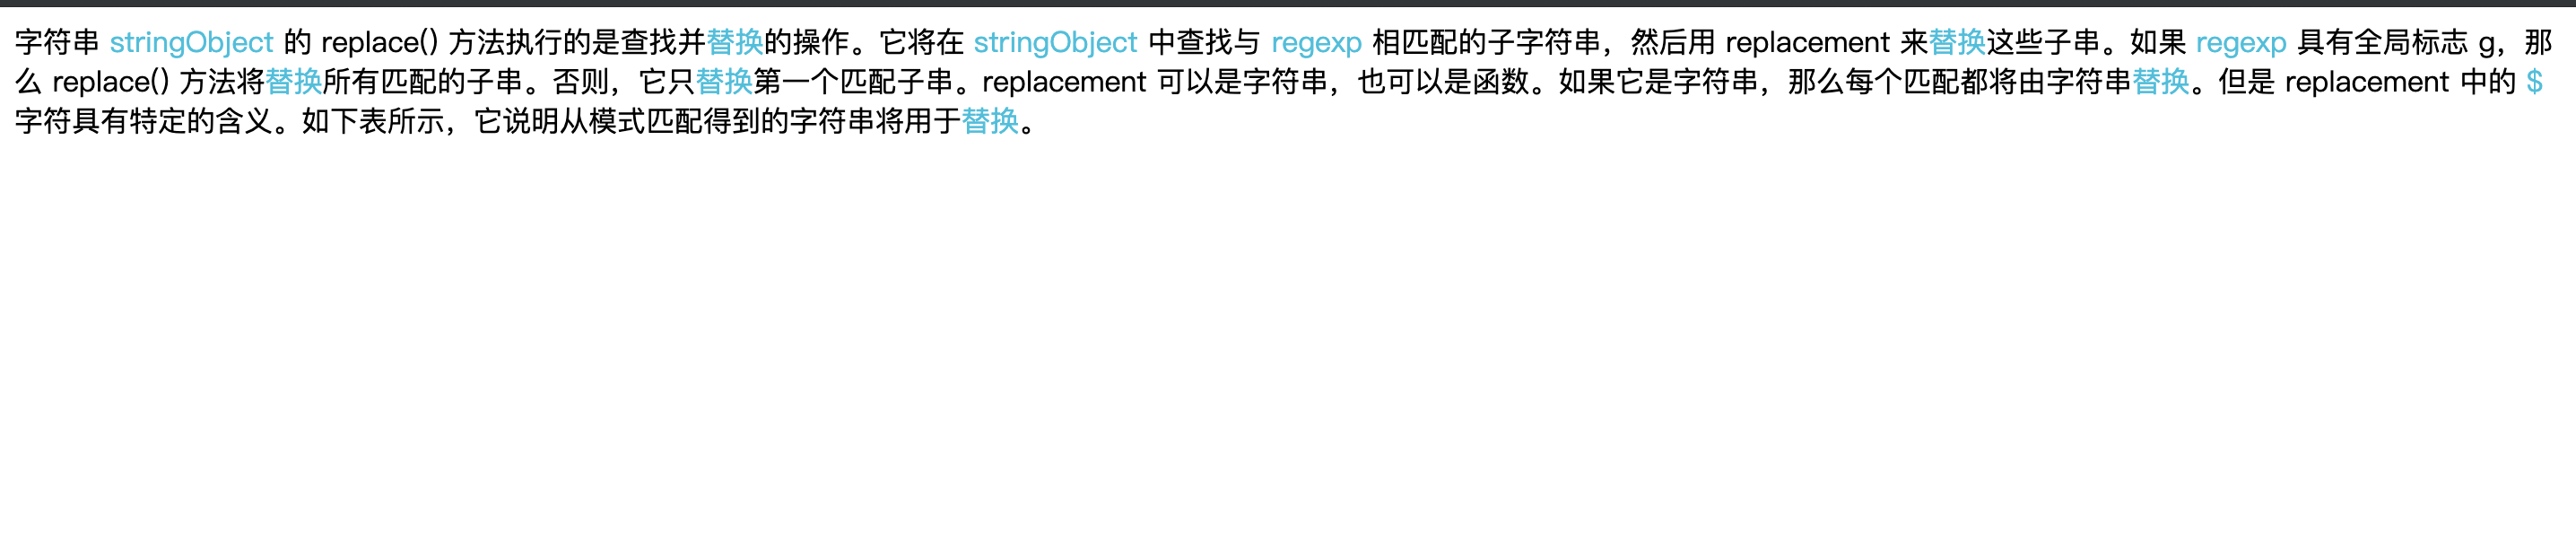 字符串 stringObject 的 replace() 方法执行的是查找并替换的操作。它将在 stringObject 中查找与 regexp 相匹配的子字符串，然后用 replacement 来替换这些子串。如果 regexp 具有全局标志 g，那
么 replace() 方法将替换所有匹配的子串。否则，它只替换第一个匹配子串。replacement 可以是字符串，也可以是函数。如果它是字符串，那么每个匹配都将由字符串替换。但是 replacement 中的 $
字符具有特定的含义。如下表所示，它说明从模式匹配得到的字符串将用于替换。